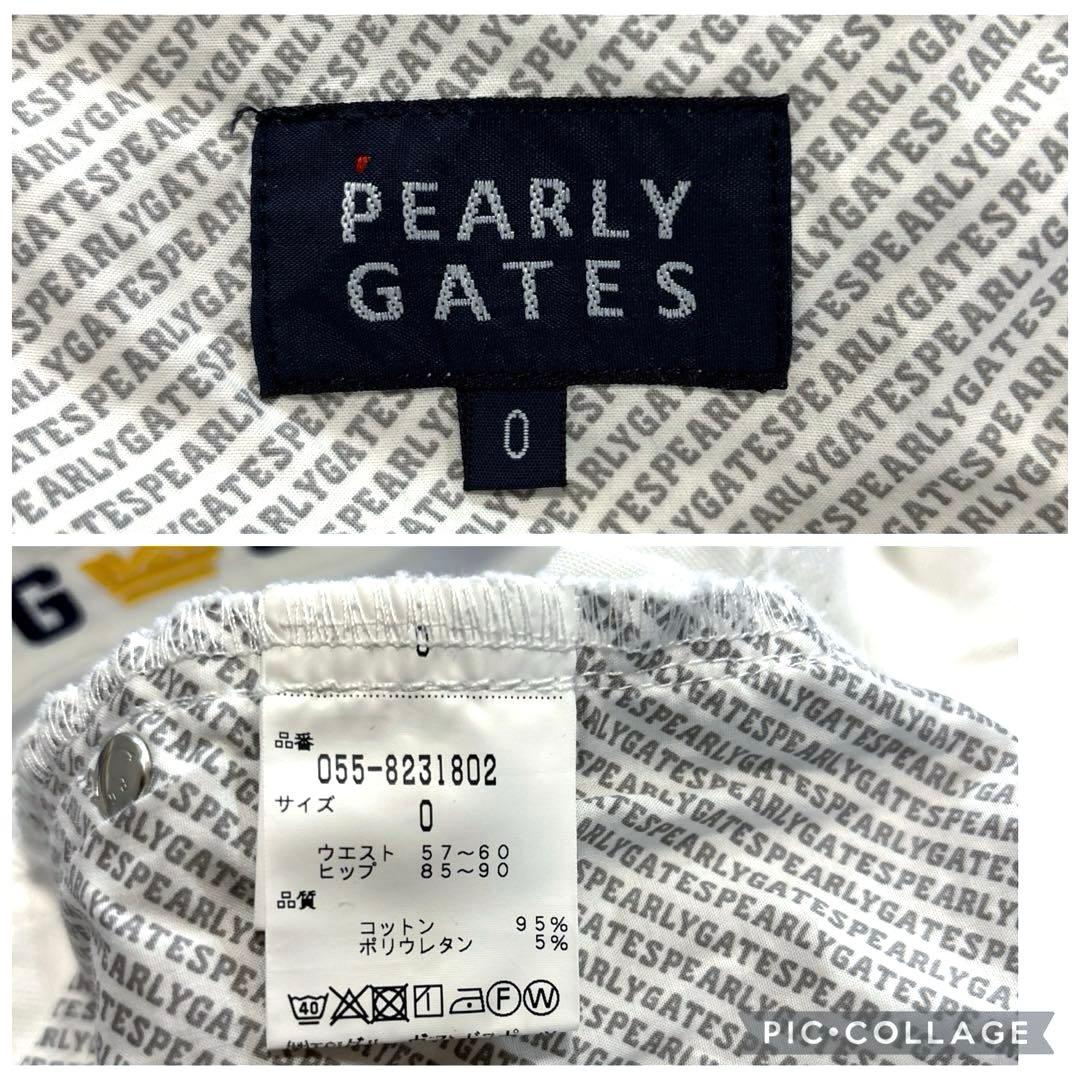 PEARLY
GATES
0
G
品番
055-8231802
サイズ
0
ウエスト 57~60
ヒップ 85~90
品質
コットン 95%
ポリウレタン 5%
40 F W
PIC•COLLAGE